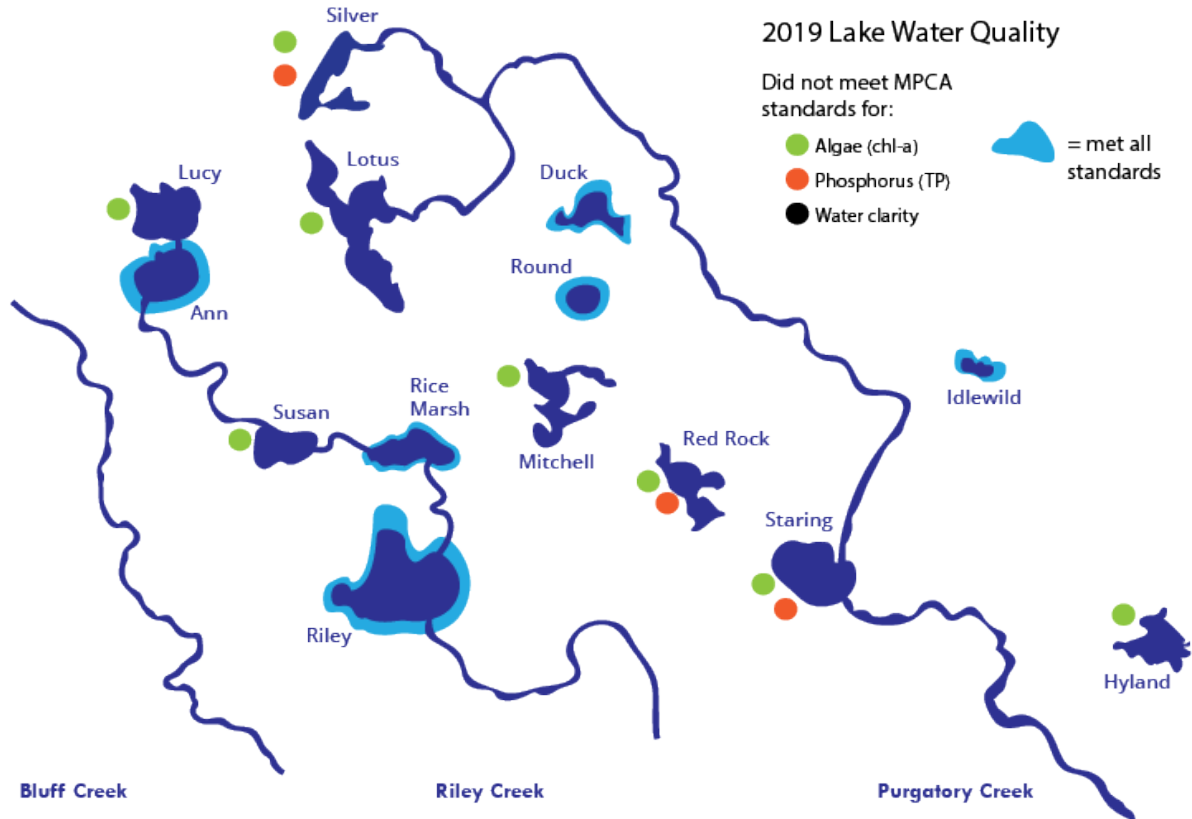 Silver
2019 Lake Water Quality
Did not meet MPCA
standards for:
Algae (chl-a)
Phosphorus (TP)
Water clarity
= met all
standards
Lucy
Lotus
Duck
Ann
Round
Susan
Rice
Marsh
Mitchell
Red Rock
Idlewild
Staring
Riley
Hyland
Bluff Creek
Riley Creek
Purgatory Creek